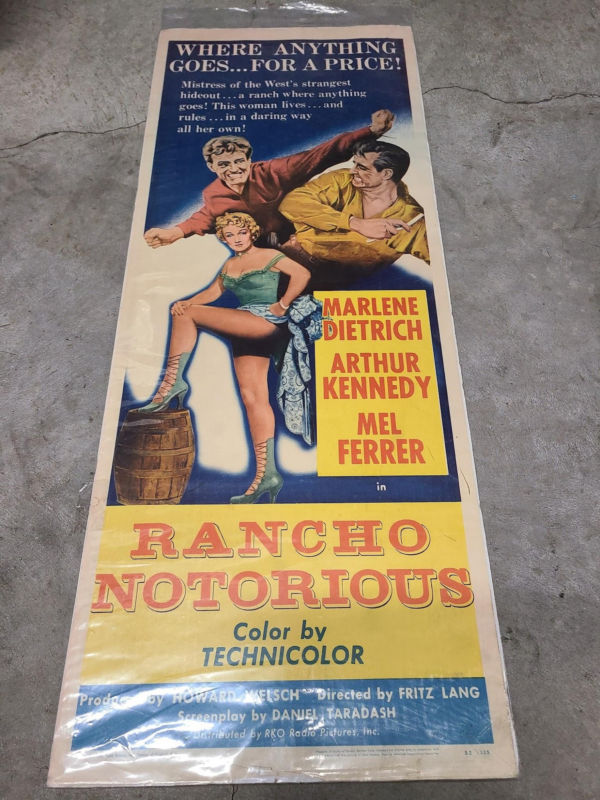 WHERE ANYTHING
GOES...FOR A PRICE!
Mistress of the West's strangest
hideout...a ranch where anything
goes! This woman lives...and
rules...in a daring way
all her own!
MARLENE
DIETRICH
ARTHUR
KENNEDY
MEL
FERRER
in
RANCHO
NOTORIOUS
Color by
TECHNICOLOR
Produced by HOWARD WELSCH Directed by FRITZ LANG
Screenplay by DANIEL TARADASH
Distributed by RKO Radio Pictures, Inc.